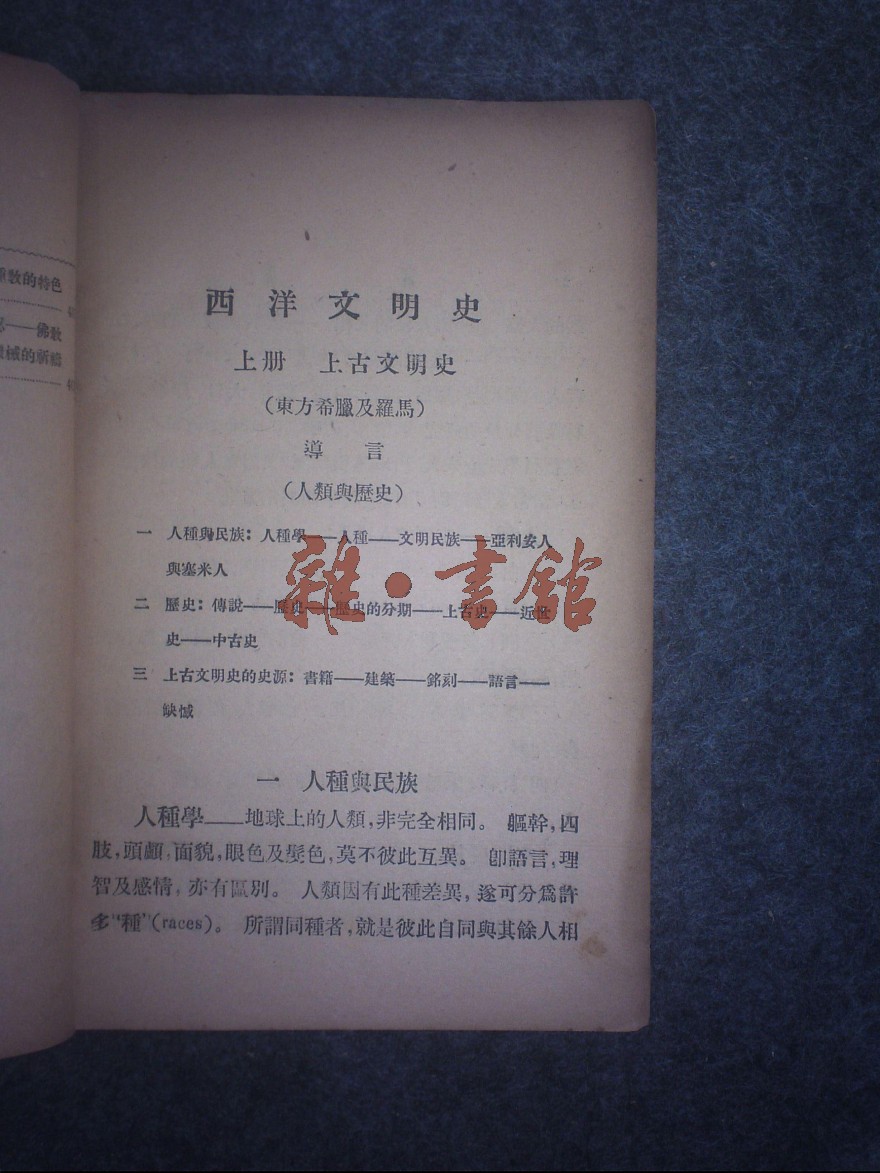 的特色
——佛教
械的祈禱
西洋文明史
上册　上古文明史
（東方希臘及羅馬）
導言
（人類與歷史）
一　人種與民族：人種學——人種——文明民族——亞利安人
與塞米人
二　歷史：傳說——歷史——歷史的分期——上古史——近世
史——中古史
三　上古文明史的史源：書籍——建築——銘刻——語言——
缺憾
雜·書館
一　人種與民族
人種學——地球上的人類，非完全相同。軀幹，四
肢，頭顱，面貌，眼色及髮色，莫不彼此互異。卽語言，理
智及感情，亦有區別。人類因有此種差異，遂可分爲許
多“種”（races）。所謂同種者，就是彼此自同與其餘人相